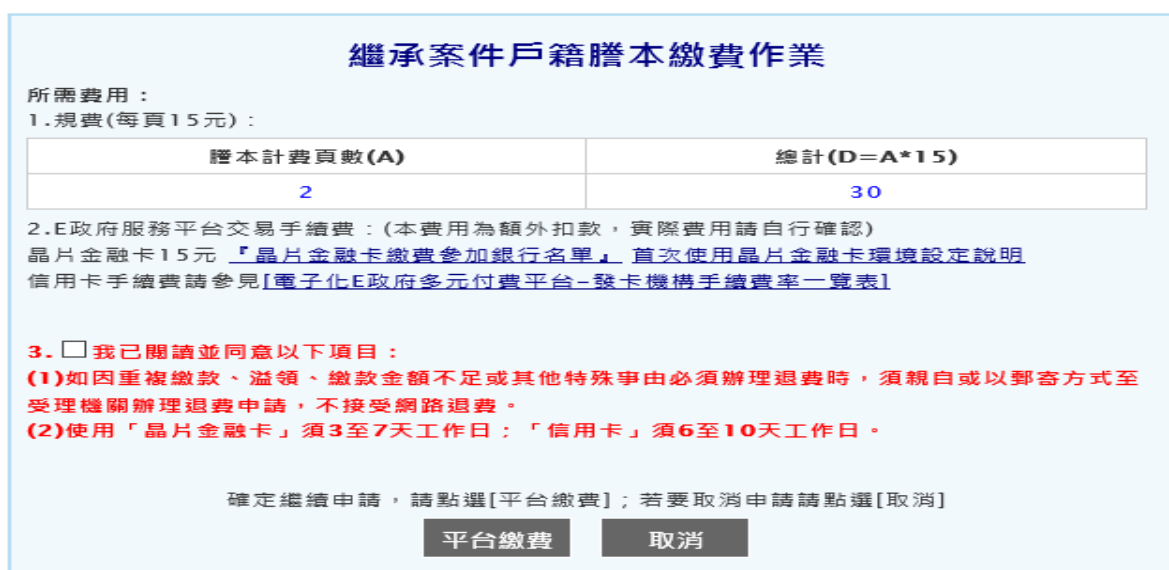 繼承案件戶籍謄本繳費作業
所需費用：
1.規費(每頁15元)：
謄本計費頁數(A) 總計(D=A*15)
2 30
2.E政府服務平台交易手續費：(本費用為額外扣款，實際費用請自行確認)
晶片金融卡15元 『晶片金融卡繳費參加銀行名單』 首次使用晶片金融卡環境設定說明
信用卡手續費請參見[電子化E政府多元付費平台-發卡機構手續費率一覽表]
3. 我已閱讀並同意以下項目：
(1)如因重複繳款、溢領、繳款金額不足或其他特殊事由必須辦理退費時，須親自或以郵寄方式至
受理機關辦理退費申請，不接受網路退費。
(2)使用「晶片金融卡」須3至7天工作日；「信用卡」須6至10天工作日。
確定繼續申請，請點選[平台繳費]；若要取消申請請點選[取消]
平台繳費 取消